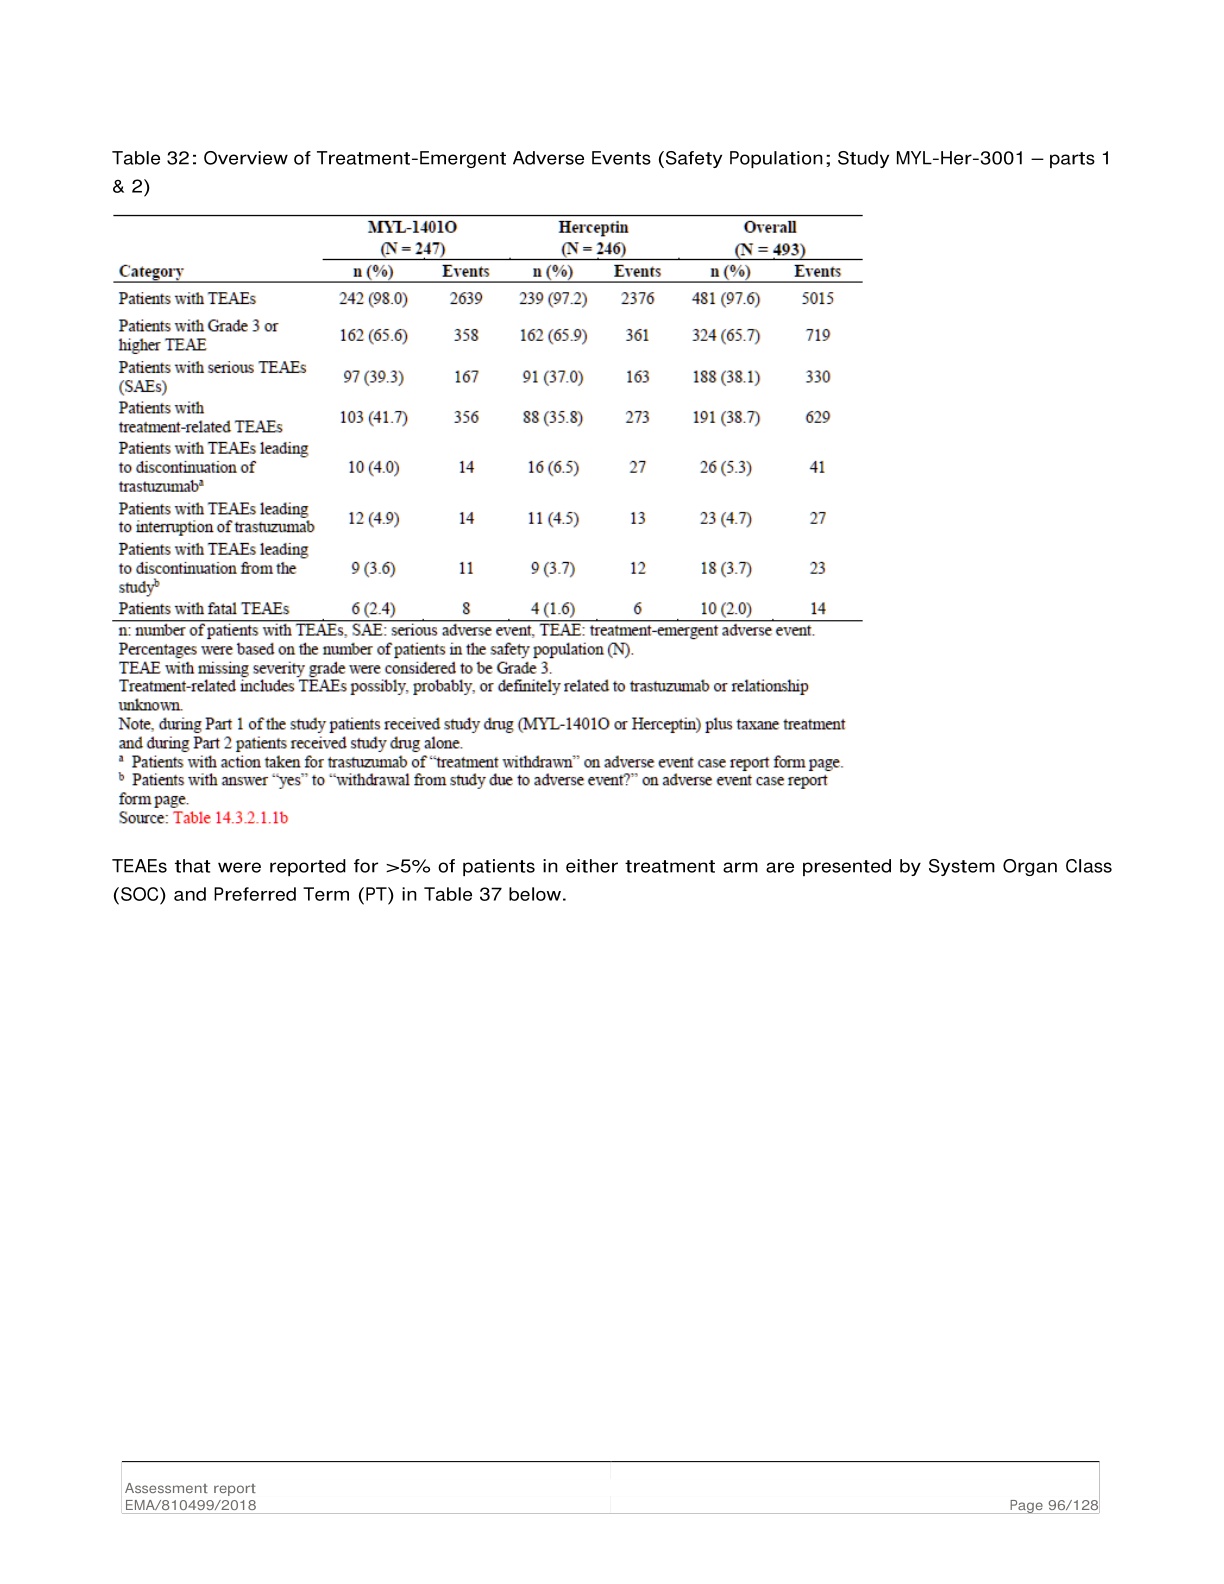 Table 32: Overview of Treatment-Emergent Adverse Events (Safety Population; Study MYL-Her-3001 – parts 1
& 2)
MYL-1401O Herceptin Overall
(N = 247) (N = 246) (N = 493)
Category n (%) Events n (%) Events n (%) Events
Patients with TEAEs 242 (98.0) 2639 239 (97.2) 2376 481 (97.6) 5015
Patients with Grade 3 or
higher TEAE 162 (65.6) 358 162 (65.9) 361 324 (65.7) 719
Patients with serious TEAEs
(SAEs) 97 (39.3) 167 91 (37.0) 163 188 (38.1) 330
Patients with
treatment-related TEAEs 103 (41.7) 356 88 (35.8) 273 191 (38.7) 629
Patients with TEAEs leading
to discontinuation of 10 (4.0) 14 16 (6.5) 27 26 (5.3) 41
trastuzumabᵃ
Patients with TEAEs leading
to interruption of trastuzumab 12 (4.9) 14 11 (4.5) 13 23 (4.7) 27
Patients with TEAEs leading
to discontinuation from the 9 (3.6) 11 9 (3.7) 12 18 (3.7) 23
studyᵇ
Patients with fatal TEAEs 6 (2.4) 8 4 (1.6) 6 10 (2.0) 14
n: number of patients with TEAEs, SAE: serious adverse event, TEAE: treatment-emergent adverse event.
Percentages were based on the number of patients in the safety population (N).
TEAE with missing severity grade were considered to be Grade 3.
Treatment-related includes TEAEs possibly, probably, or definitely related to trastuzumab or relationship
unknown.
Note, during Part 1 of the study patients received study drug (MYL-1401O or Herceptin) plus taxane treatment
and during Part 2 patients received study drug alone.
ᵃ Patients with action taken for trastuzumab of “treatment withdrawn” on adverse event case report form page.
ᵇ Patients with answer “yes” to “withdrawal from study due to adverse event?” on adverse event case report
form page.
Source: Table 14.3.2.1.1b
TEAEs that were reported for >5% of patients in either treatment arm are presented by System Organ Class
(SOC) and Preferred Term (PT) in Table 37 below.
Assessment report
EMA/810499/2018 Page 96/128